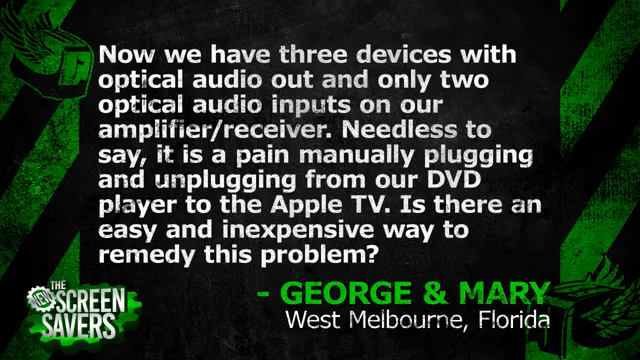 Now we have three devices with
optical audio out and only two
optical audio inputs on our
amplifier/receiver. Needless to
say, it is a pain manually plugging
and unplugging from our DVD
player to the Apple TV. Is there an
easy and inexpensive way to
remedy this problem?
- GEORGE & MARY
West Melbourne, Florida
THE
NEW SCREEN
SAVERS